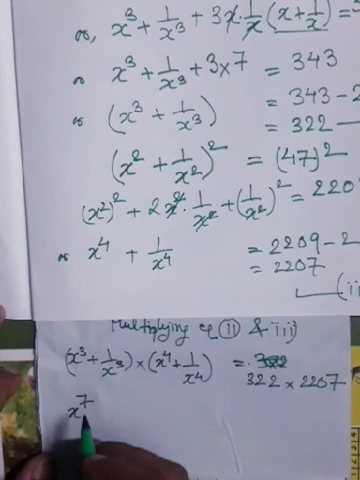 or, x³ + 1/x³ + 3x·1/x (x + 1/x) =
or x³ + 1/x³ + 3×7 = 343
or (x³ + 1/x³) = 343 - 2
= 322
(x² + 1/x²)² = (47)²
(x²)² + 2x²·1/x² + (1/x²)² = 220
or x⁴ + 1/x⁴ = 2209 - 2
= 2207
(ii
Multiplying eq (ii) & iii)
(x³ + 1/x³) × (x⁴ + 1/x⁴) = 322 × 2207
x⁷